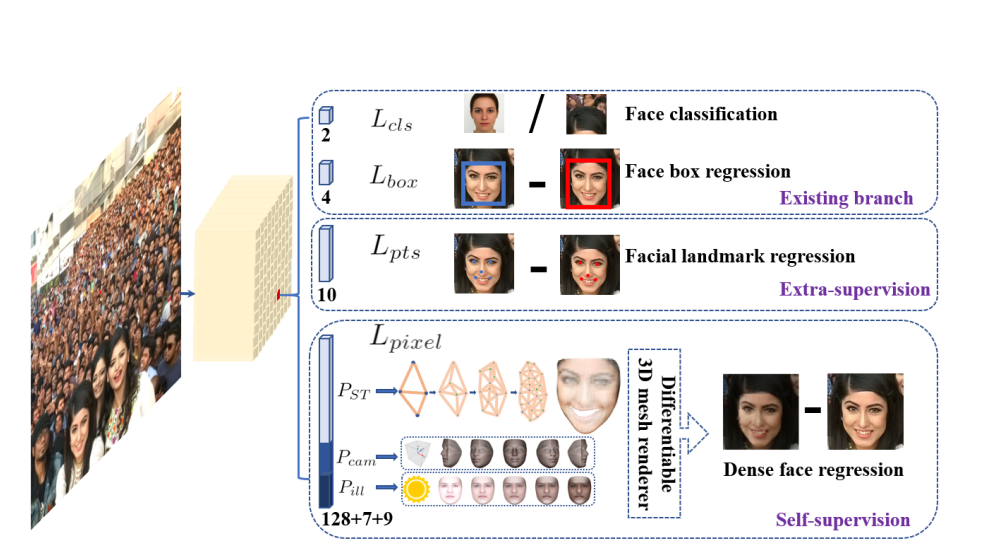 L_cls
/
Face classification
2
L_box
-
Face box regression
4
Existing branch
L_pts
-
Facial landmark regression
10
Extra-supervision
L_pixel
P_ST
P_cam
P_ill
128+7+9
Differentiable
3D mesh renderer
-
Dense face regression
Self-supervision